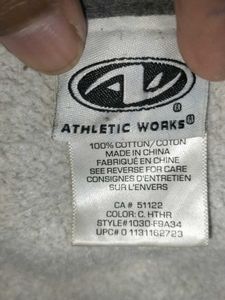 AW
®
ATHLETIC WORKS®
100% COTTON/COTON
MADE IN CHINA
FABRIQUÉ EN CHINE
SEE REVERSE FOR CARE
CONSIGNES D'ENTRETIEN
SUR L'ENVERS
CA# 51122
COLOR: C. HTHR
STYLE#1030-F9A34
UPC# 0 1131162723